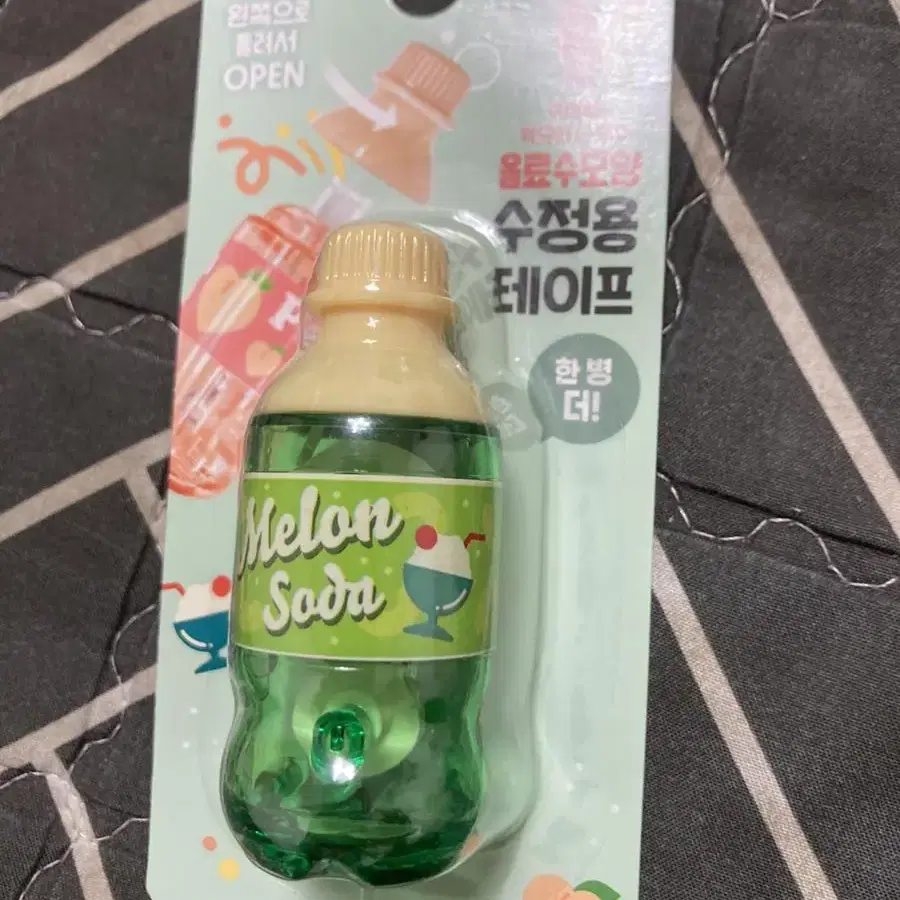 왼쪽으로
돌려서
OPEN
음료수모양
수정용
테이프
한 병
더!
Melon
Soda